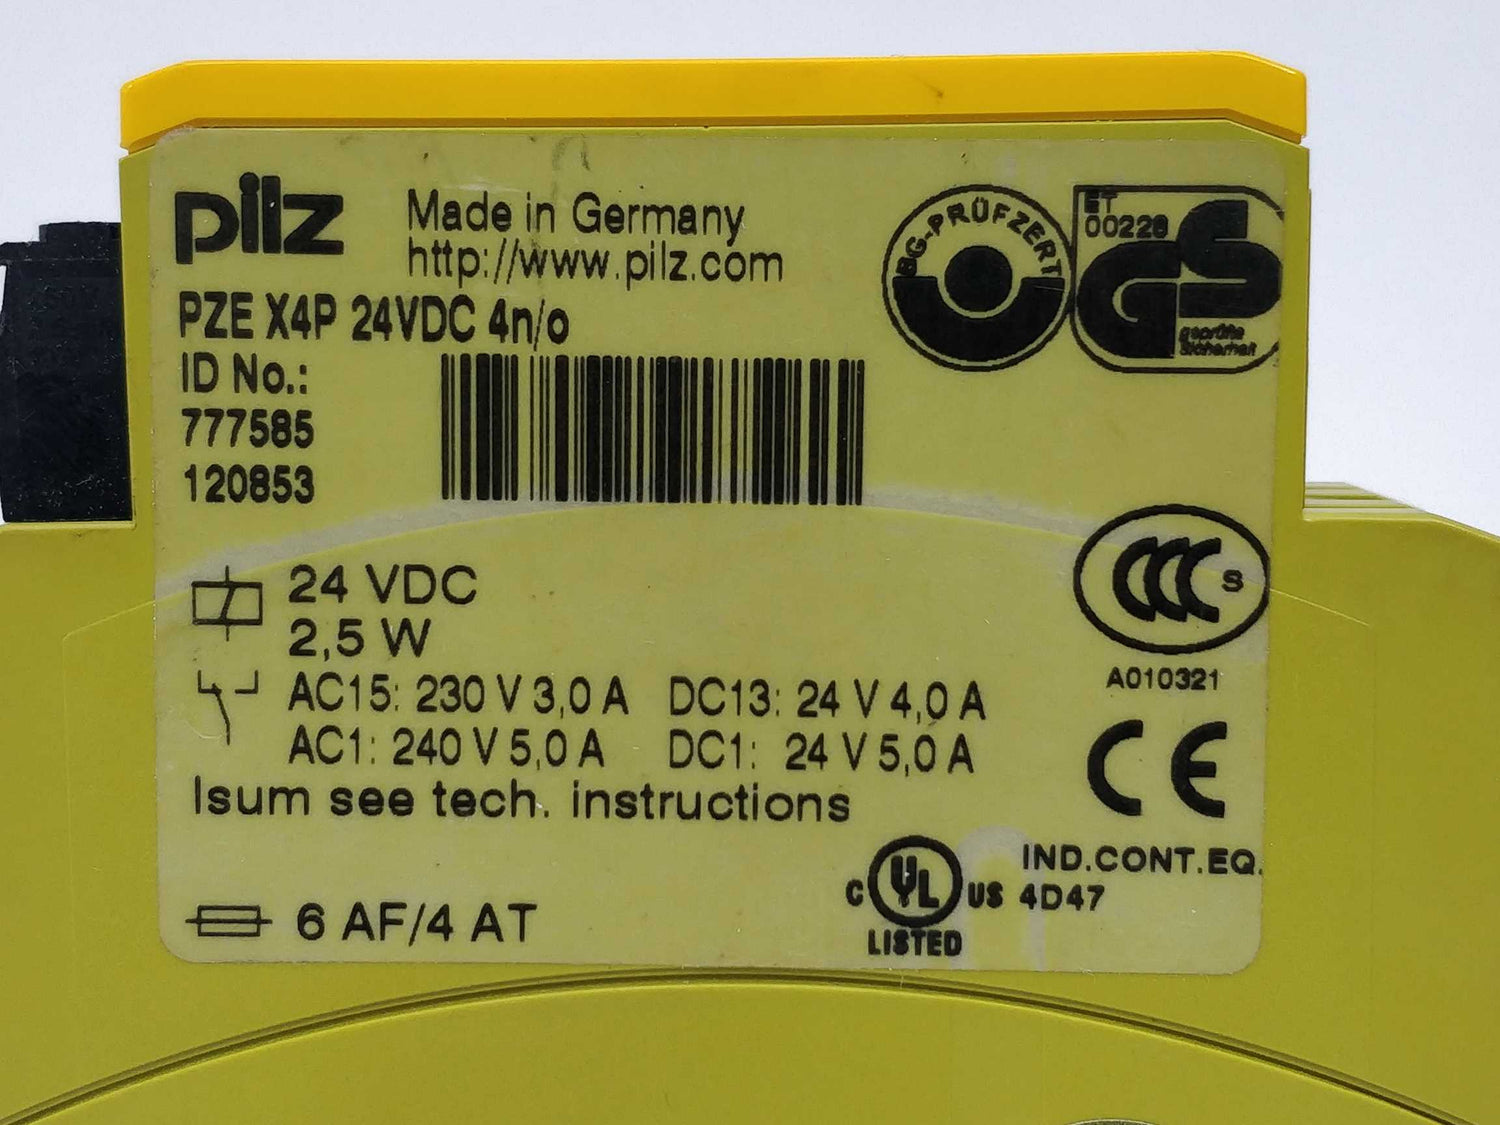 pilz
Made in Germany
http://www.pilz.com
PZE X4P 24VDC 4n/o
ID No.:
777585
120853
BG-PRÜFZERT
ET
00228
GS
geprüfte
Sicherheit
24 VDC
2,5 W
AC15: 230 V 3,0 A DC13: 24 V 4,0 A
AC1: 240 V 5,0 A DC1: 24 V 5,0 A
Isum see tech. instructions
6 AF/4 AT
CCC S
A010321
CE
C UL US
LISTED
IND.CONT.EQ.
4D47